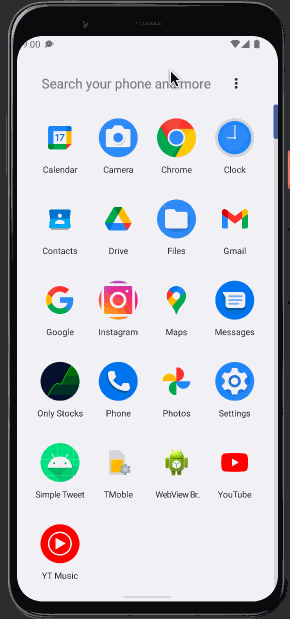 9:00
Search your phone and more
17
Calendar Camera Chrome Clock
Contacts Drive Files Gmail
Google Instagram Maps Messages
Only Stocks Phone Photos Settings
Simple Tweet TMoble WebView Br.. YouTube
YT Music